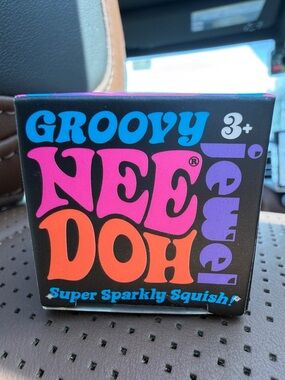 GROOVY
3+
NEE®
DOH
jewel
Super Sparkly Squish!